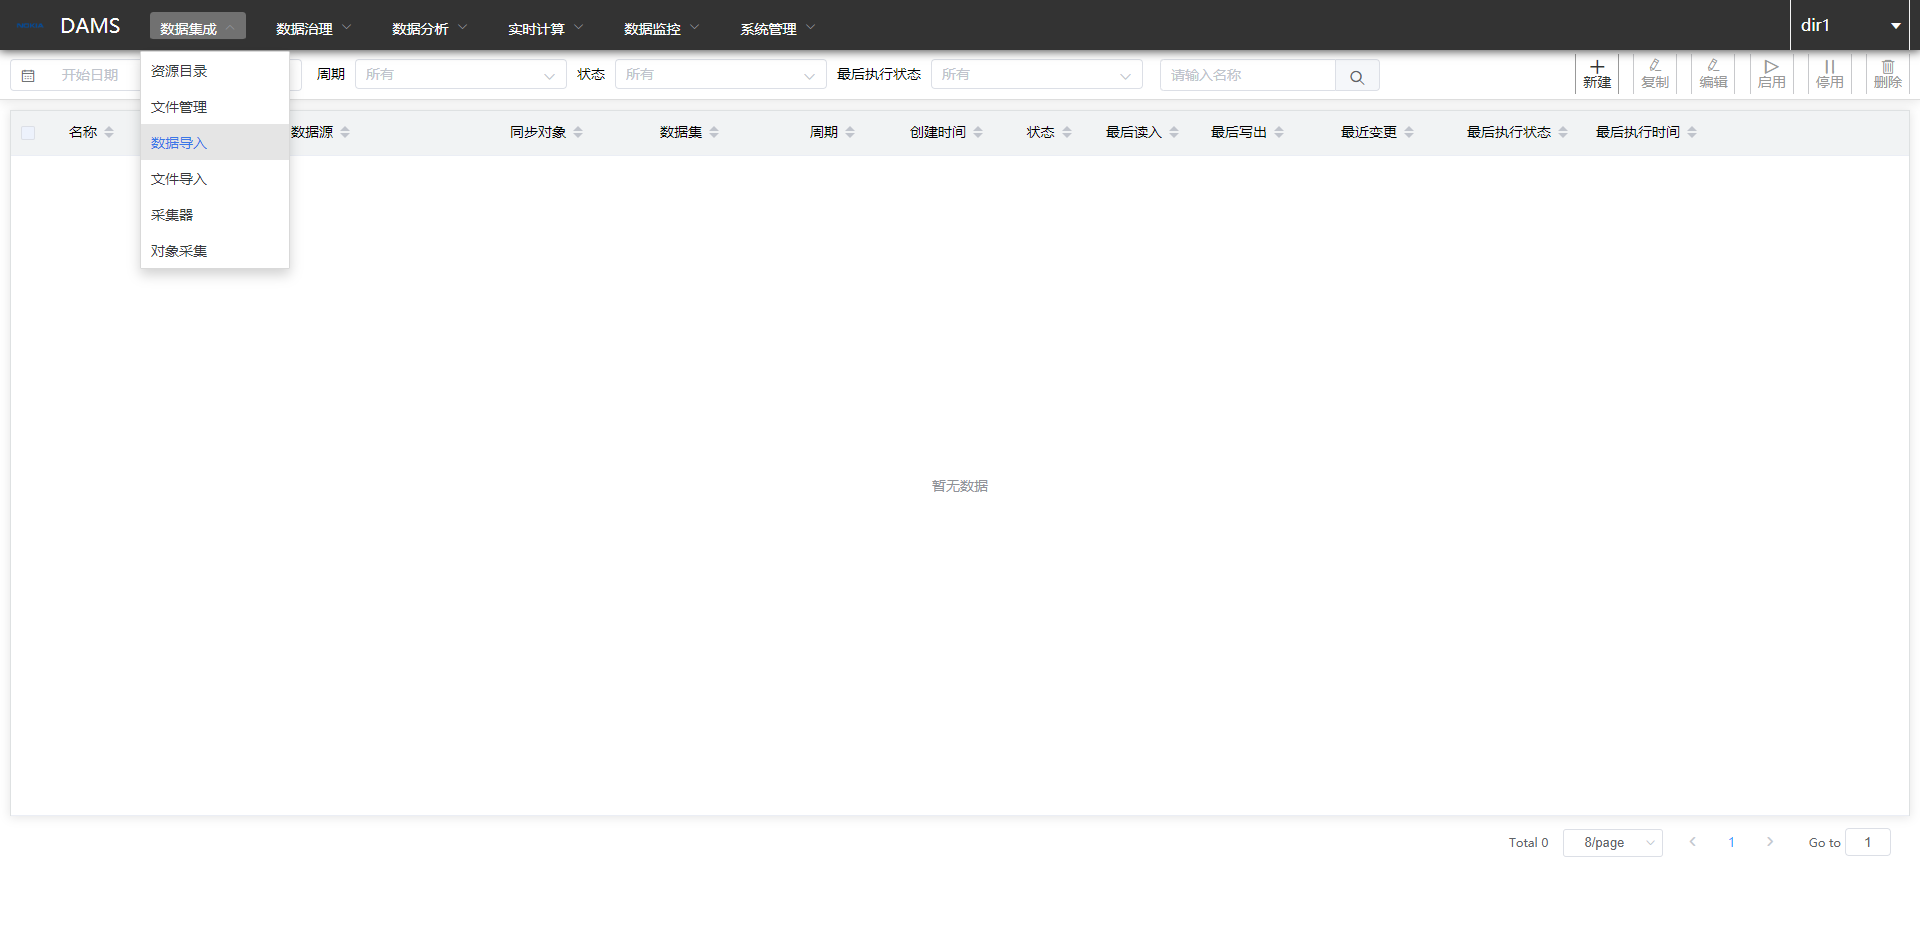 DAMS 数据集成 数据治理 数据分析 实时计算 数据监控 系统管理 dir1
开始日期 周期 所有 状态 所有 最后执行状态 所有 请输入名称 新建 复制 编辑 启用 停用 删除
资源目录
文件管理
数据导入
文件导入
采集器
对象采集
名称 数据源 同步对象 数据集 周期 创建时间 状态 最后读入 最后写出 最近变更 最后执行状态 最后执行时间
暂无数据
Total 0 8/page 1 Go to 1